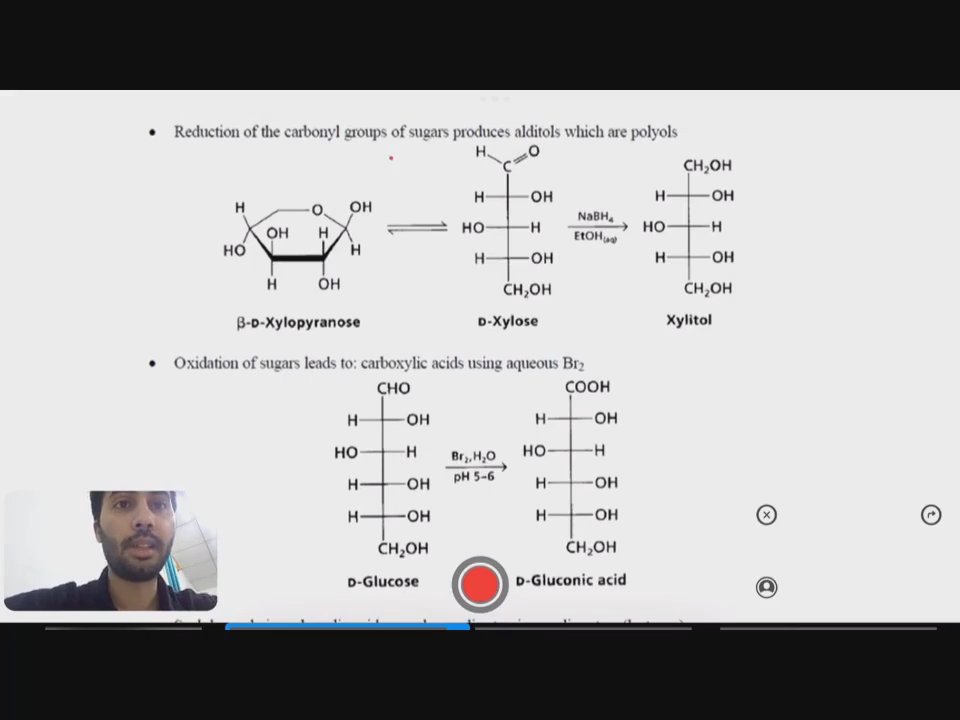 • Reduction of the carbonyl groups of sugars produces alditols which are polyols
H O
C
CH₂OH
H OH O H
H OH
H OH
OH H
NaBH₄
HO H
HO H
HO H
EtOH(aq)
H OH
H OH
H OH
CH₂OH
CH₂OH
β-D-Xylopyranose
D-Xylose
Xylitol
• Oxidation of sugars leads to: carboxylic acids using aqueous Br₂
CHO
COOH
H OH
H OH
HO H
Br₂, H₂O
HO H
pH 5-6
H OH
H OH
H OH
H OH
CH₂OH
CH₂OH
D-Glucose
D-Gluconic acid